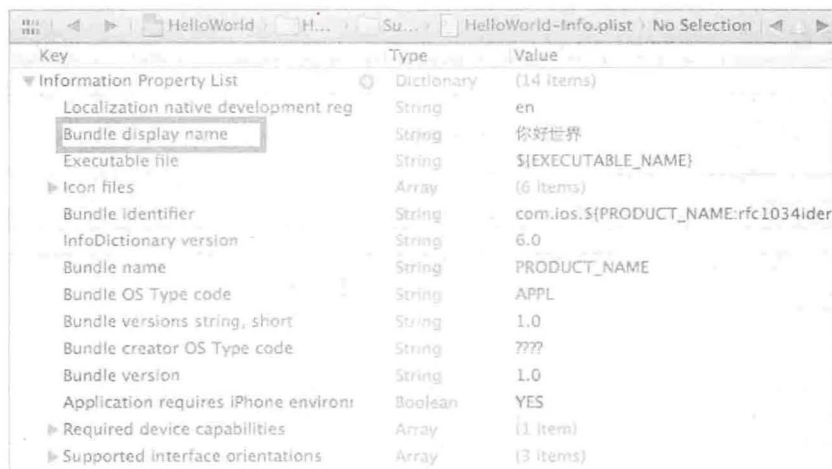 HelloWorld H... Su... HelloWorld-Info.plist No Selection
Key Type Value
Information Property List Dictionary (14 items)
Localization native development reg String en
Bundle display name String 你好世界
Executable file String ${EXECUTABLE_NAME}
Icon files Array (6 items)
Bundle identifier String com.ios.${PRODUCT_NAME:rfc1034ider
InfoDictionary version String 6.0
Bundle name String PRODUCT_NAME
Bundle OS Type code String APPL
Bundle versions string, short String 1.0
Bundle creator OS Type code String ????
Bundle version String 1.0
Application requires iPhone environ Boolean YES
Required device capabilities Array (1 item)
Supported interface orientations Array (3 items)